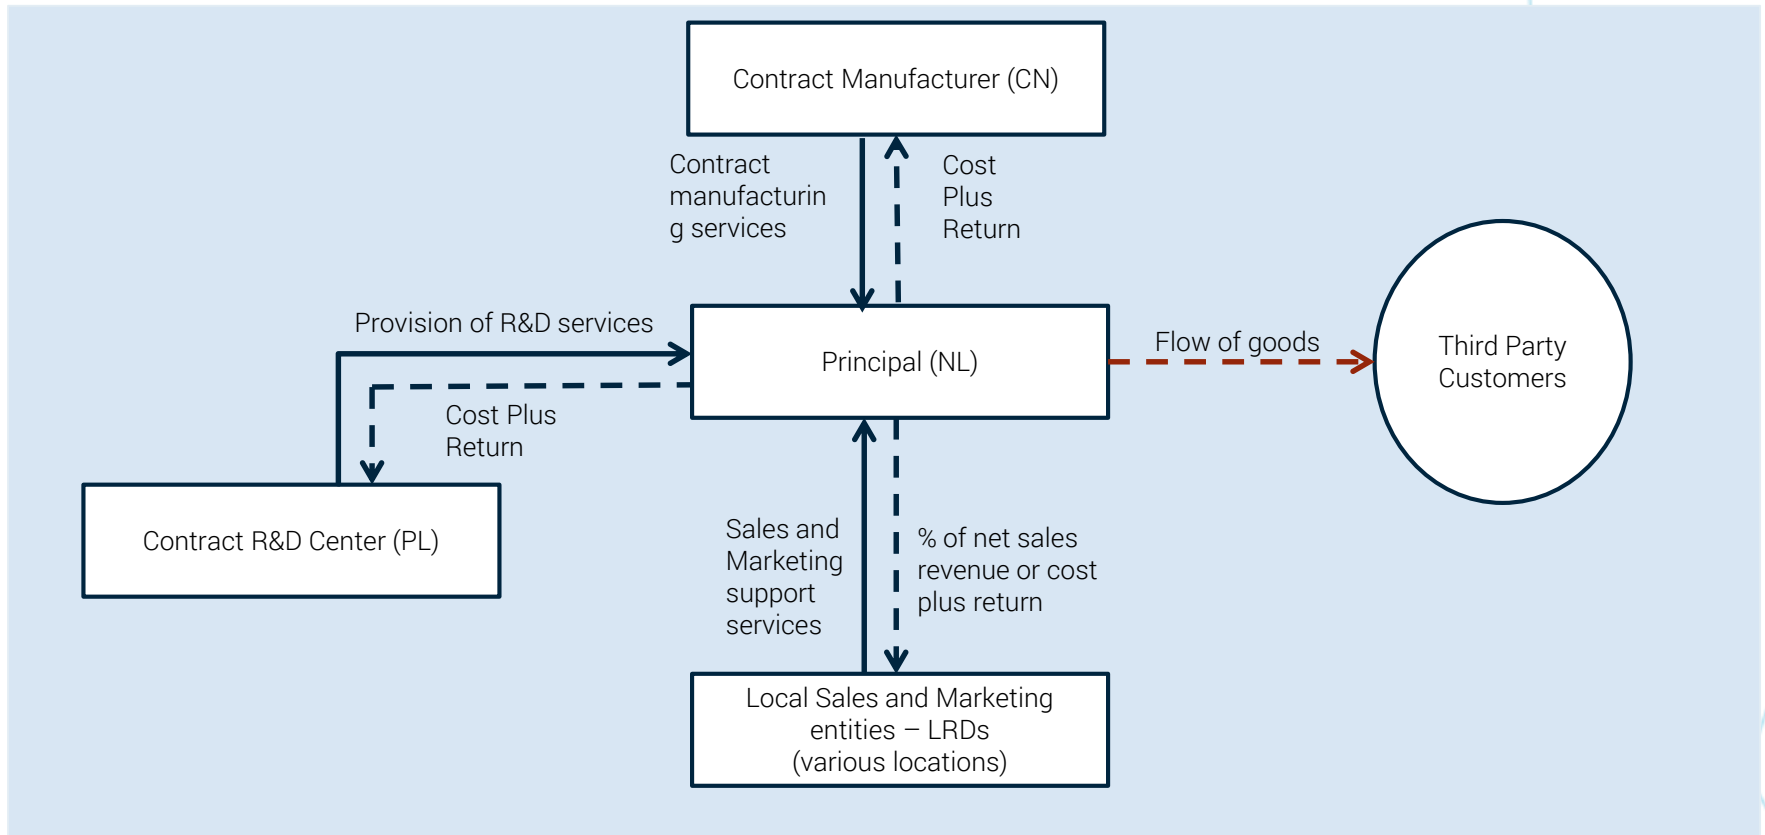 Contract Manufacturer (CN)
Contract
manufacturin
g services
Cost
Plus
Return
Provision of R&D services
Principal (NL)
Flow of goods
Third Party
Customers
Cost Plus
Return
Contract R&D Center (PL)
Sales and
Marketing
support
services
% of net sales
revenue or cost
plus return
Local Sales and Marketing
entities – LRDs
(various locations)